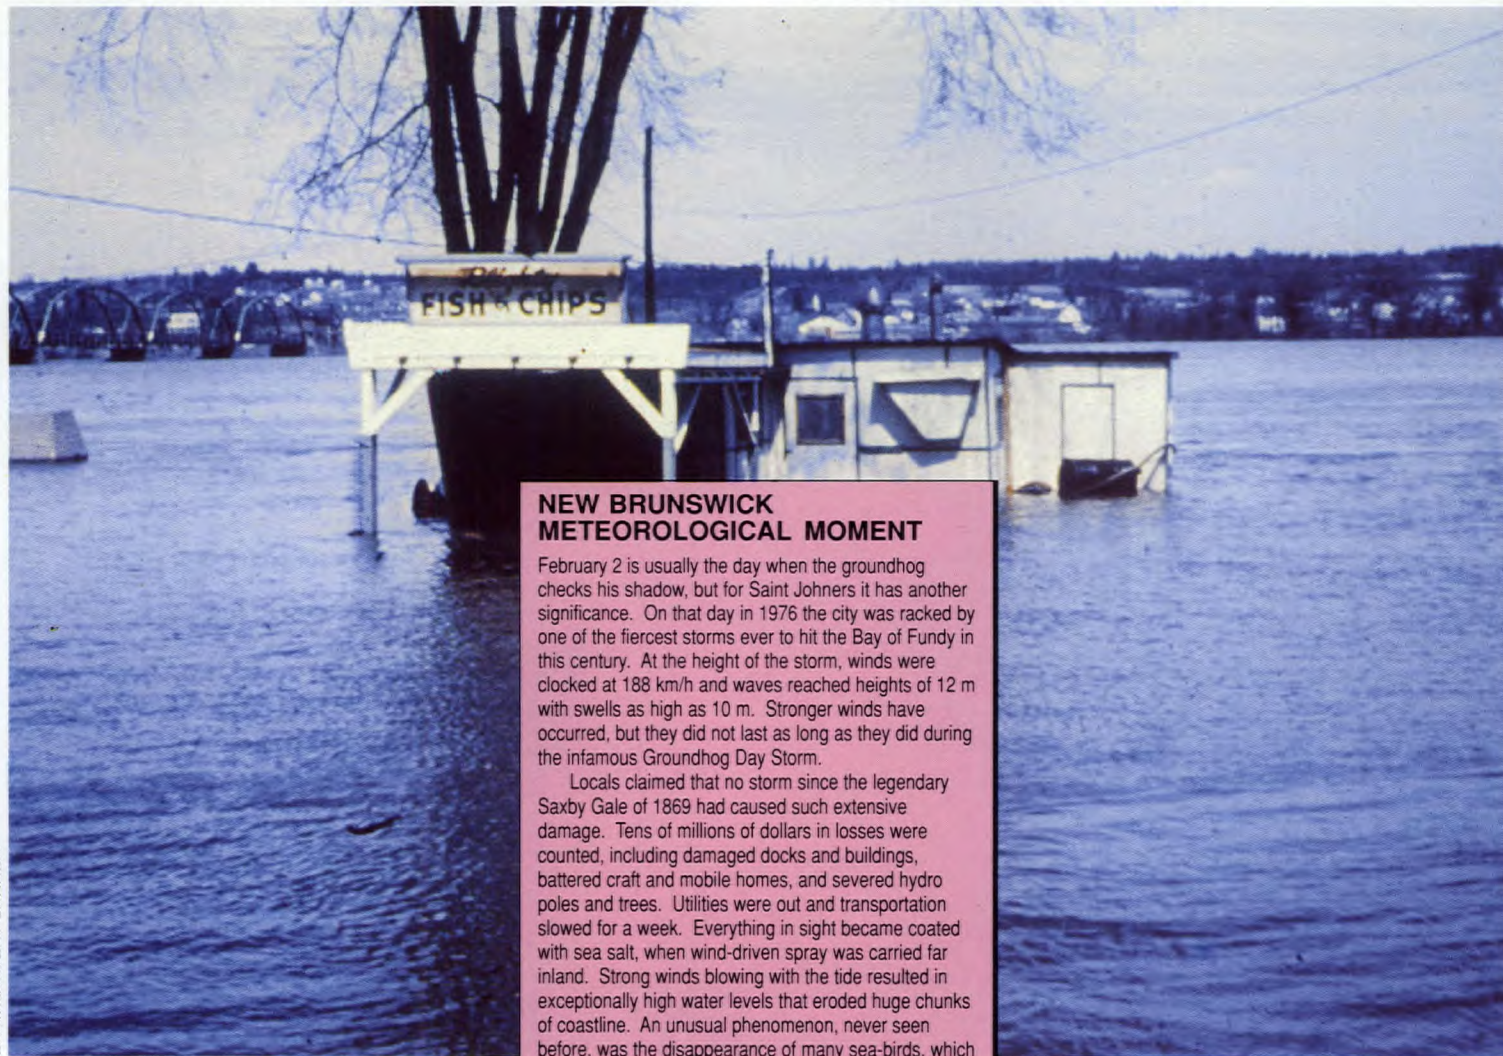 FISH & CHIPS
NEW BRUNSWICK
METEOROLOGICAL MOMENT
February 2 is usually the day when the groundhog
checks his shadow, but for Saint Johners it has another
significance. On that day in 1976 the city was racked by
one of the fiercest storms ever to hit the Bay of Fundy in
this century. At the height of the storm, winds were
clocked at 188 km/h and waves reached heights of 12 m
with swells as high as 10 m. Stronger winds have
occurred, but they did not last as long as they did during
the infamous Groundhog Day Storm.
Locals claimed that no storm since the legendary
Saxby Gale of 1869 had caused such extensive
damage. Tens of millions of dollars in losses were
counted, including damaged docks and buildings,
battered craft and mobile homes, and severed hydro
poles and trees. Utilities were out and transportation
slowed for a week. Everything in sight became coated
with sea salt, when wind-driven spray was carried far
inland. Strong winds blowing with the tide resulted in
exceptionally high water levels that eroded huge chunks
of coastline. An unusual phenomenon, never seen
before, was the disappearance of many sea-birds, which